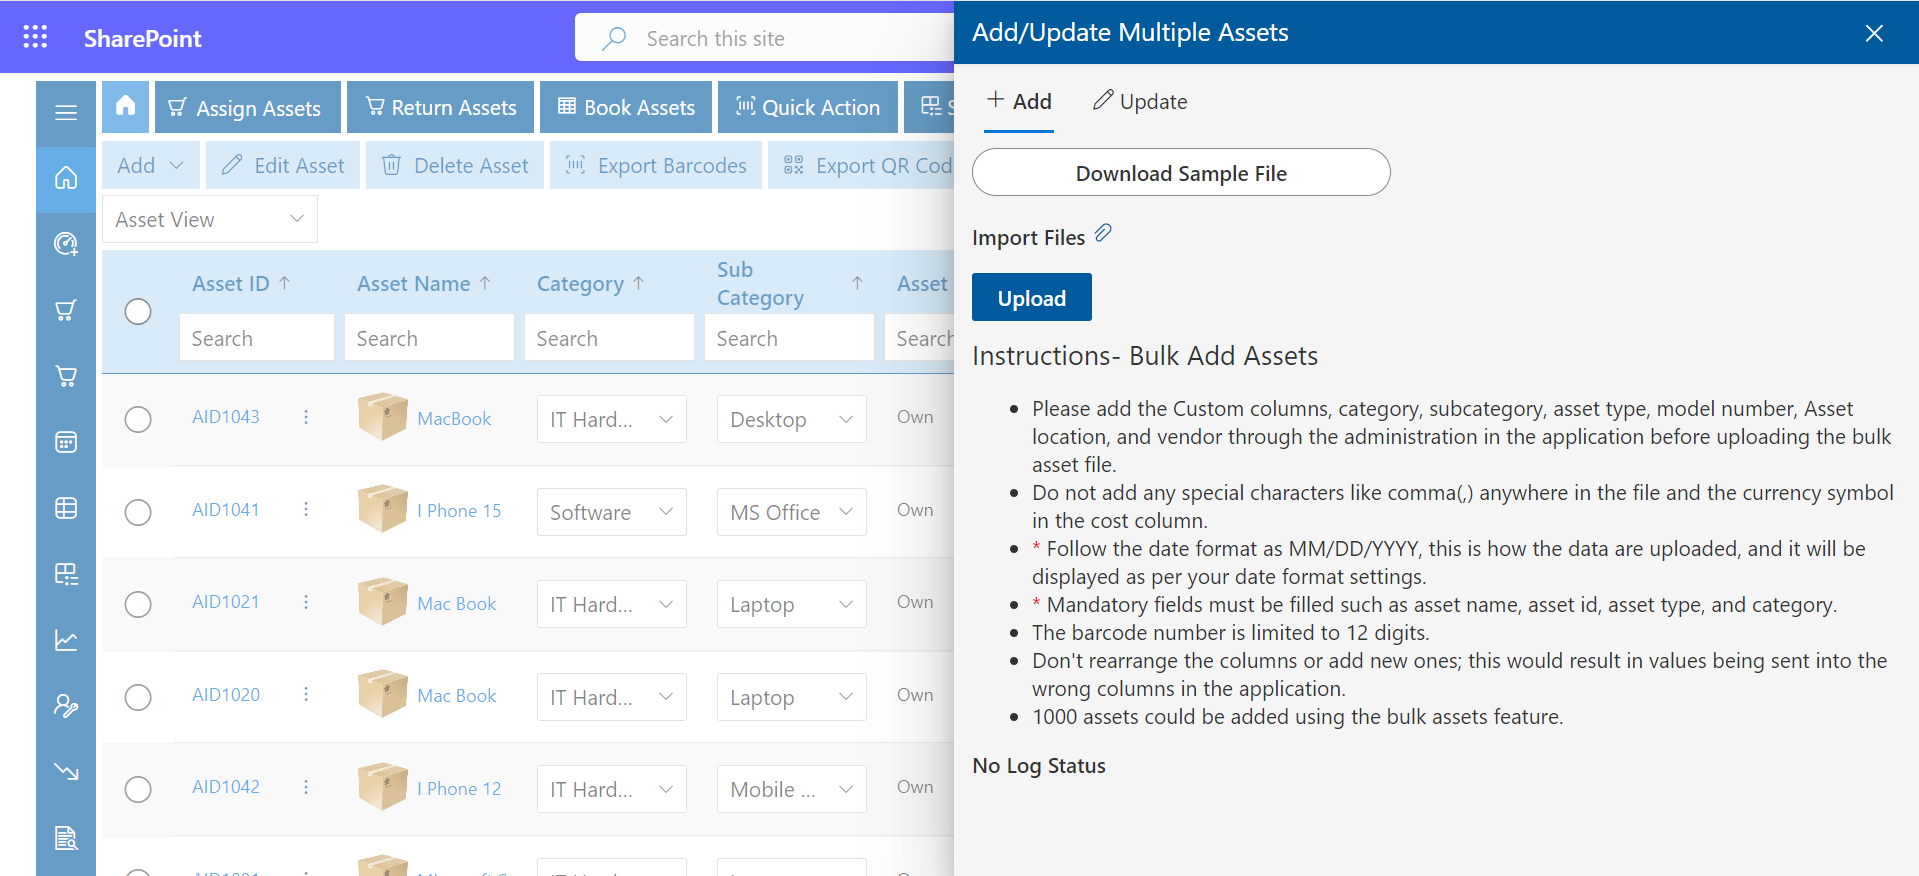 SharePoint
Search this site
Assign Assets
Return Assets
Book Assets
Quick Action
S
Add
Edit Asset
Delete Asset
Export Barcodes
Export QR Cod
Asset View
Asset ID ↑
Asset Name ↑
Category ↑
Sub
Category ↑
Asset
Search
Search
Search
Search
Search
AID1043
MacBook
IT Hard...
Desktop
Own
AID1041
I Phone 15
Software
MS Office
Own
AID1021
Mac Book
IT Hard...
Laptop
Own
AID1020
Mac Book
IT Hard...
Laptop
Own
AID1042
I Phone 12
IT Hard...
Mobile ...
Own
Add/Update Multiple Assets
+ Add
Update
Download Sample File
Import Files
Upload
Instructions- Bulk Add Assets
• Please add the Custom columns, category, subcategory, asset type, model number, Asset
location, and vendor through the administration in the application before uploading the bulk
asset file.
• Do not add any special characters like comma(,) anywhere in the file and the currency symbol
in the cost column.
• * Follow the date format as MM/DD/YYYY, this is how the data are uploaded, and it will be
displayed as per your date format settings.
• * Mandatory fields must be filled such as asset name, asset id, asset type, and category.
• The barcode number is limited to 12 digits.
• Don't rearrange the columns or add new ones; this would result in values being sent into the
wrong columns in the application.
• 1000 assets could be added using the bulk assets feature.
No Log Status